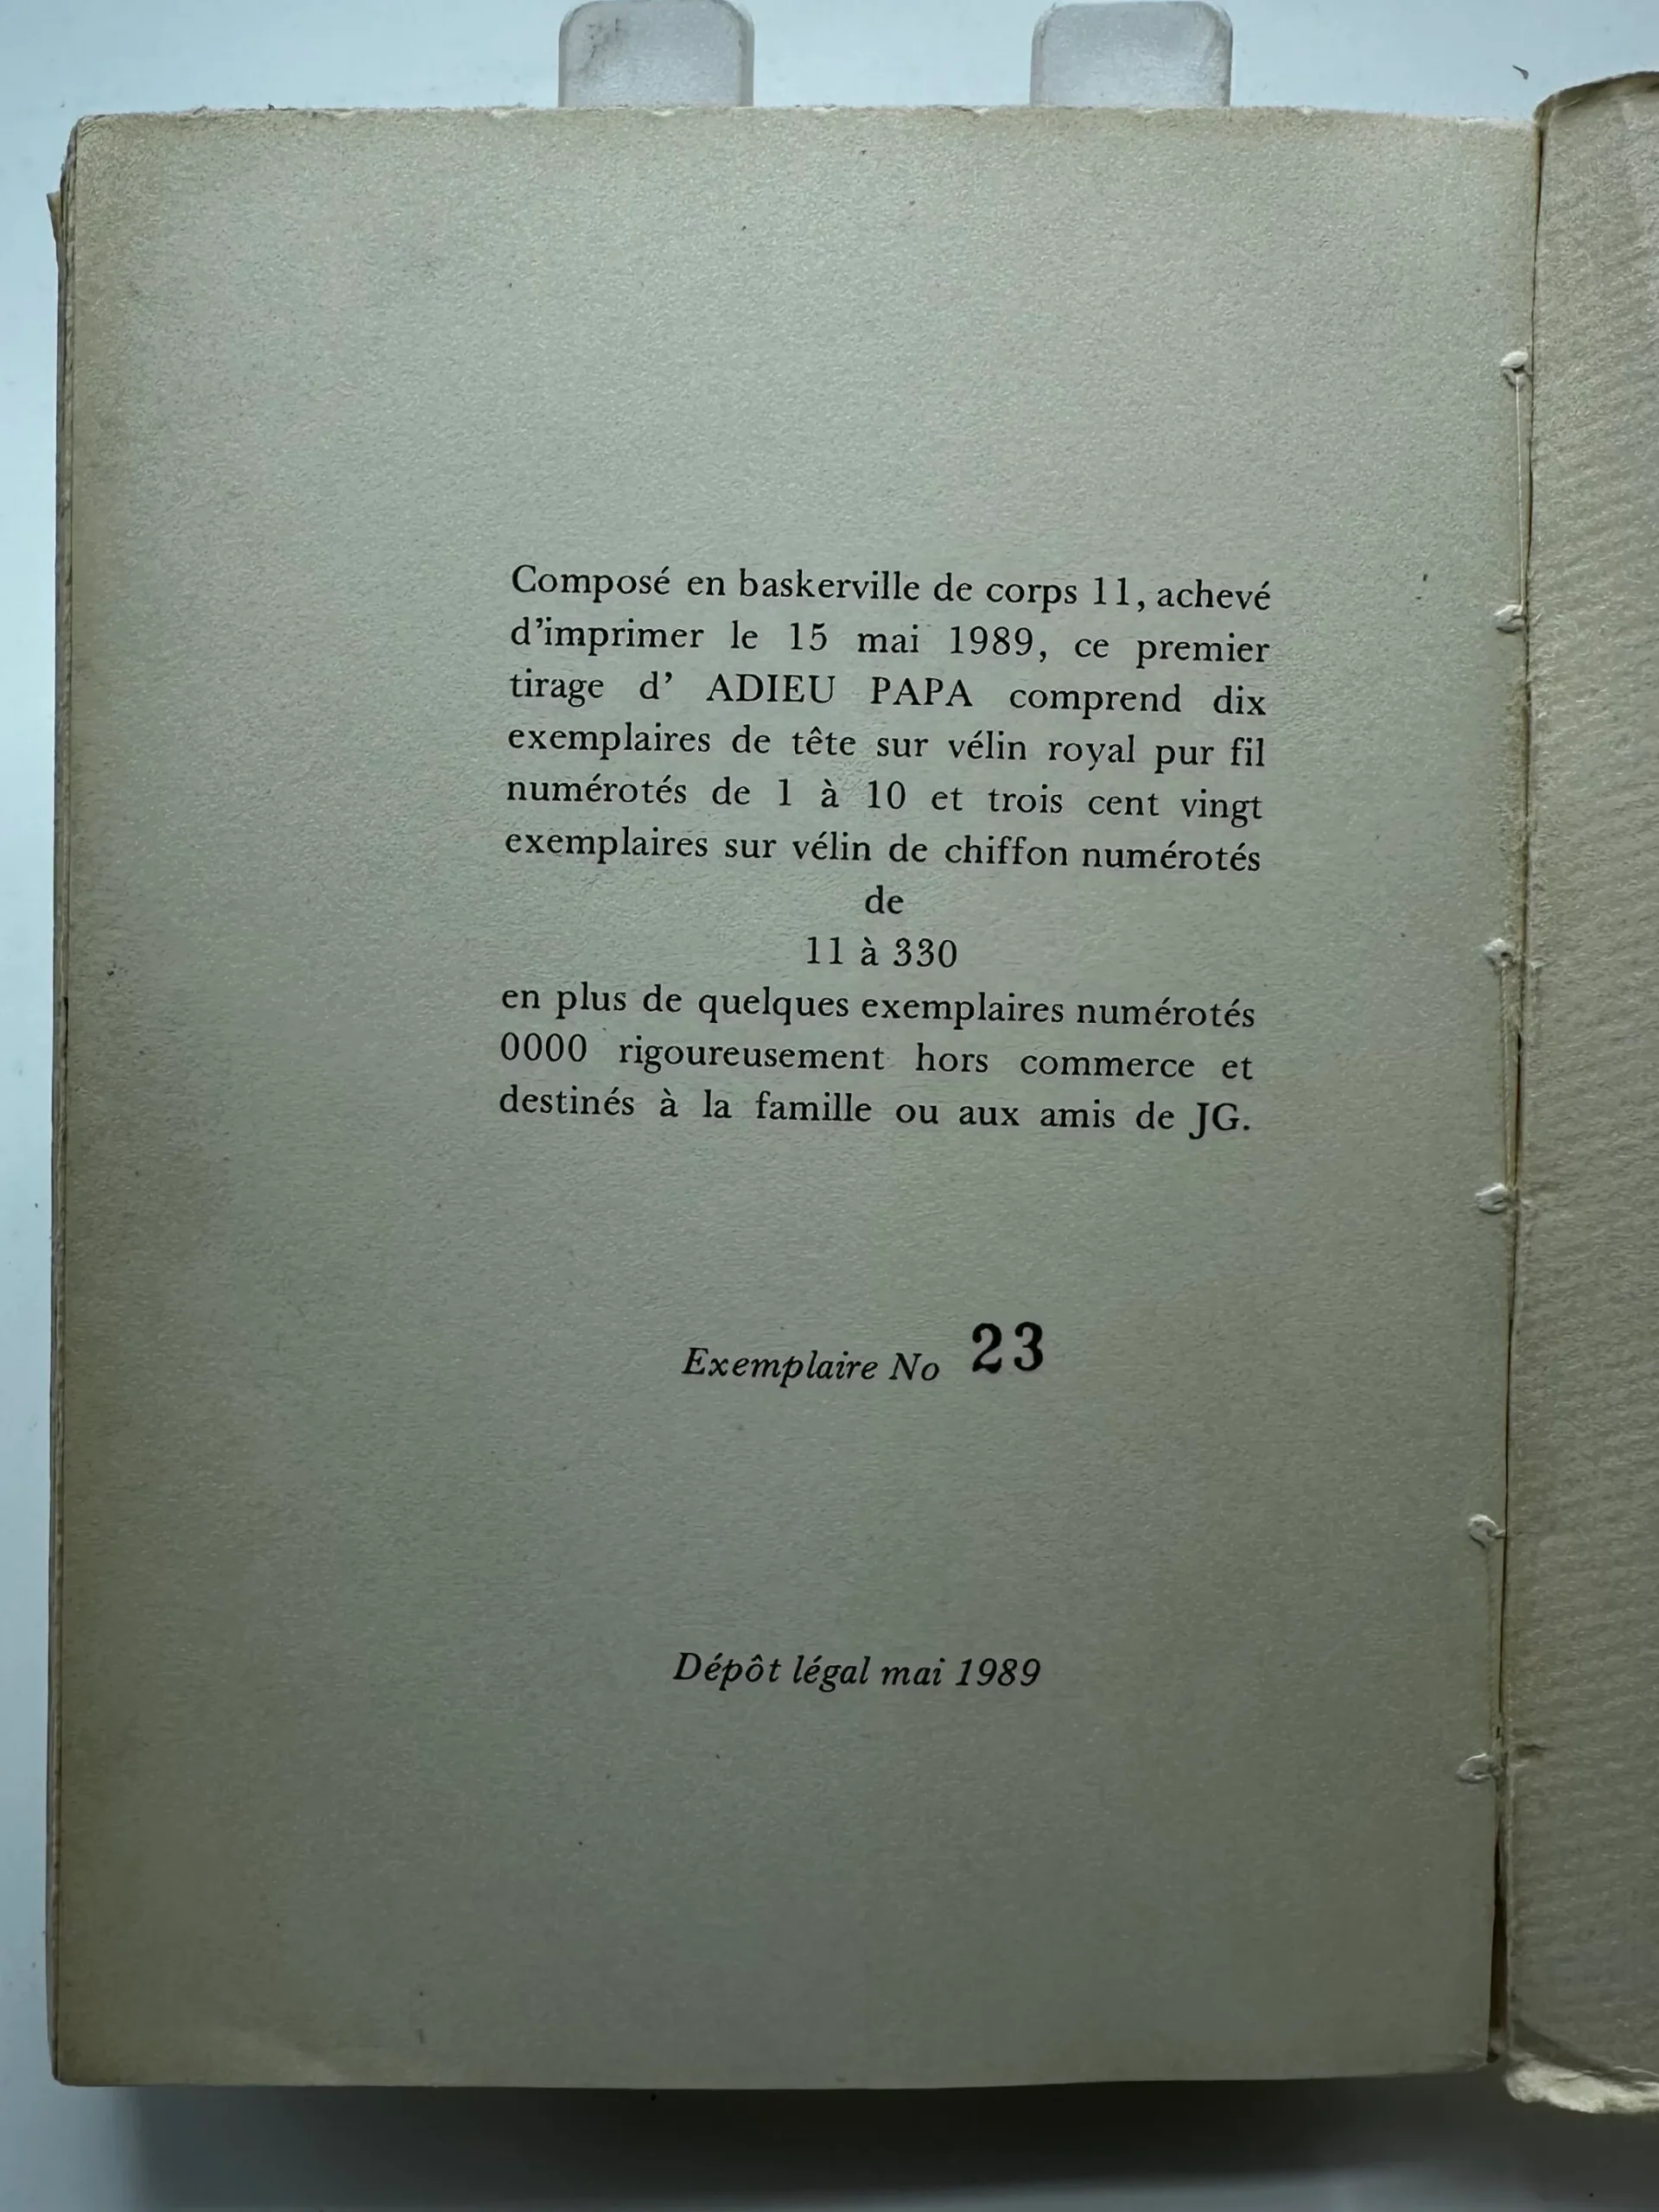 Composé en baskerville de corps 11, achevé
d'imprimer le 15 mai 1989, ce premier
tirage d' ADIEU PAPA comprend dix
exemplaires de tête sur vélin royal pur fil
numérotés de 1 à 10 et trois cent vingt
exemplaires sur vélin de chiffon numérotés
de
11 à 330
en plus de quelques exemplaires numérotés
0000 rigoureusement hors commerce et
destinés à la famille ou aux amis de JG.
Exemplaire No 23
Dépôt légal mai 1989